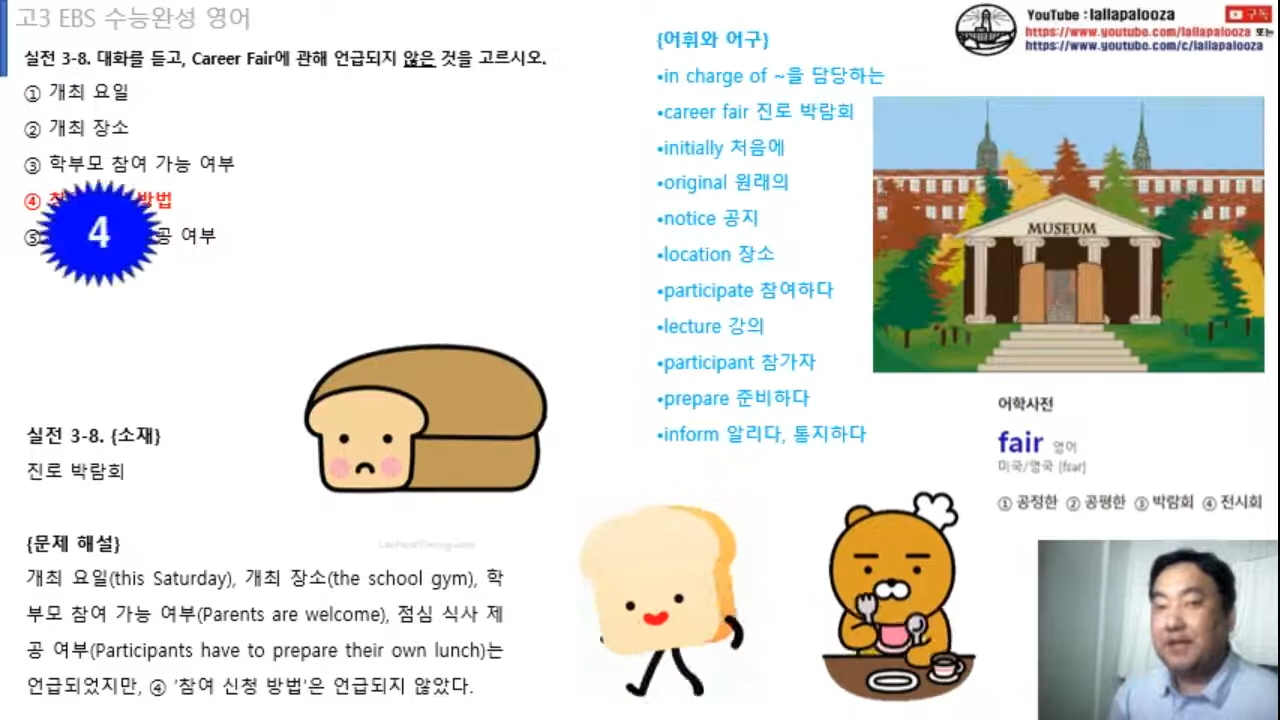 고3 EBS 수능완성 영어
실전 3-8. 대화를 듣고, Career Fair에 관해 언급되지 않은 것을 고르시오.
① 개최 요일
② 개최 장소
③ 학부모 참여 가능 여부
④ 방법
4
⑤ 공 여부
실전 3-8. {소재}
진로 박람회
{문제 해설}
개최 요일(this Saturday), 개최 장소(the school gym), 학
부모 참여 가능 여부(Parents are welcome), 점심 식사 제
공 여부(Participants have to prepare their own lunch)는
언급되었지만, ④ '참여 신청 방법'은 언급되지 않았다.
{어휘와 어구}
•in charge of ~을 담당하는
•career fair 진로 박람회
•initially 처음에
•original 원래의
•notice 공지
•location 장소
•participate 참여하다
•lecture 강의
•participant 참가자
•prepare 준비하다
•inform 알리다, 통지하다
YouTube : lallapalooza
구독
https://www.youtube.com/lallapalooza 또는
https://www.youtube.com/c/lallapalooza
MUSEUM
어학사전
fair 영어
미국/영국 [fɛər]
① 공정한 ② 공평한 ③ 박람회 ④ 전시회